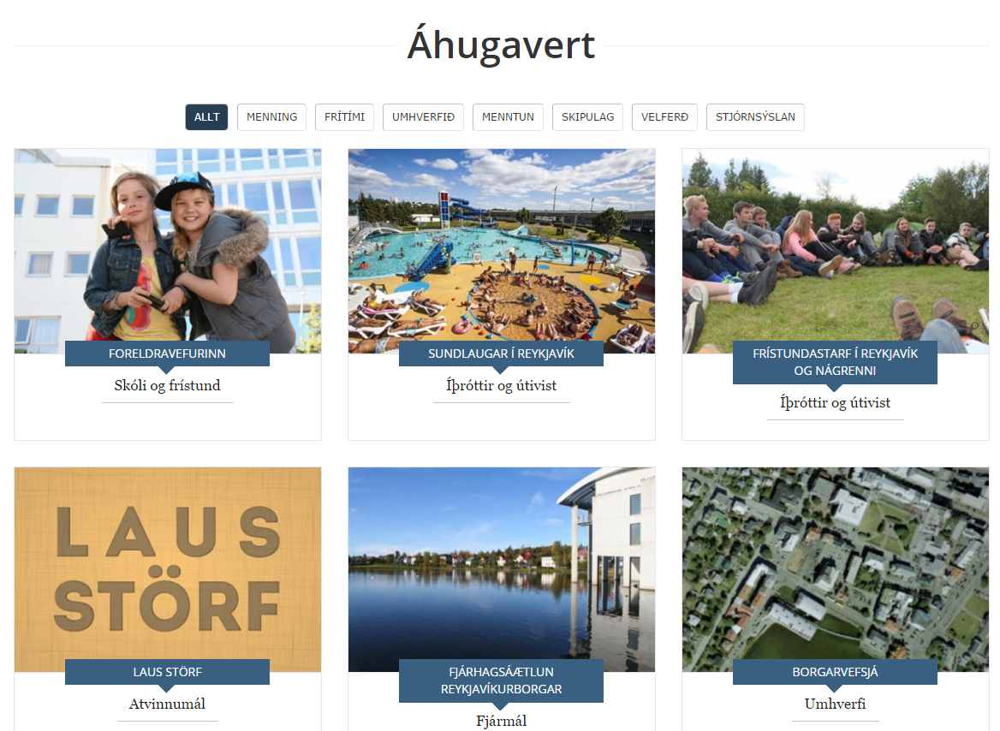 Áhugavert
ALLT MENNING FRÍTÍMI UMHVERFIÐ MENNTUN SKIPULAG VELFERÐ STJÓRNSÝSLAN
FORELDRAVEFURINN
Skóli og frístund
SUNDLAUGAR Í REYKJAVÍK
Íþróttir og útivist
FRÍSTUNDASTARF Í REYKJAVÍK
OG NÁGRENNI
Íþróttir og útivist
LAUS
STÖRF
LAUS STÖRF
Atvinnumál
FJÁRHAGSÁÆTLUN
REYKJAVÍKURBORGAR
Fjármál
BORGARVEFSJÁ
Umhverfi